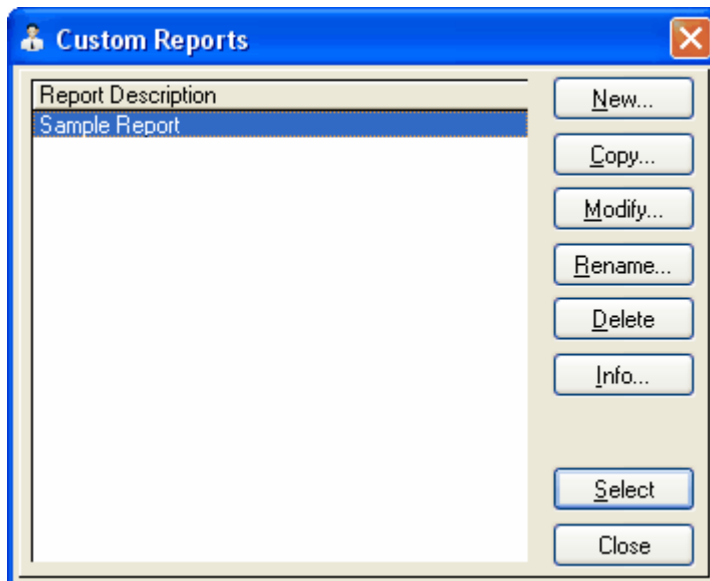 Custom Reports
Report Description
Sample Report
New...
Copy...
Modify...
Rename...
Delete
Info...
Select
Close